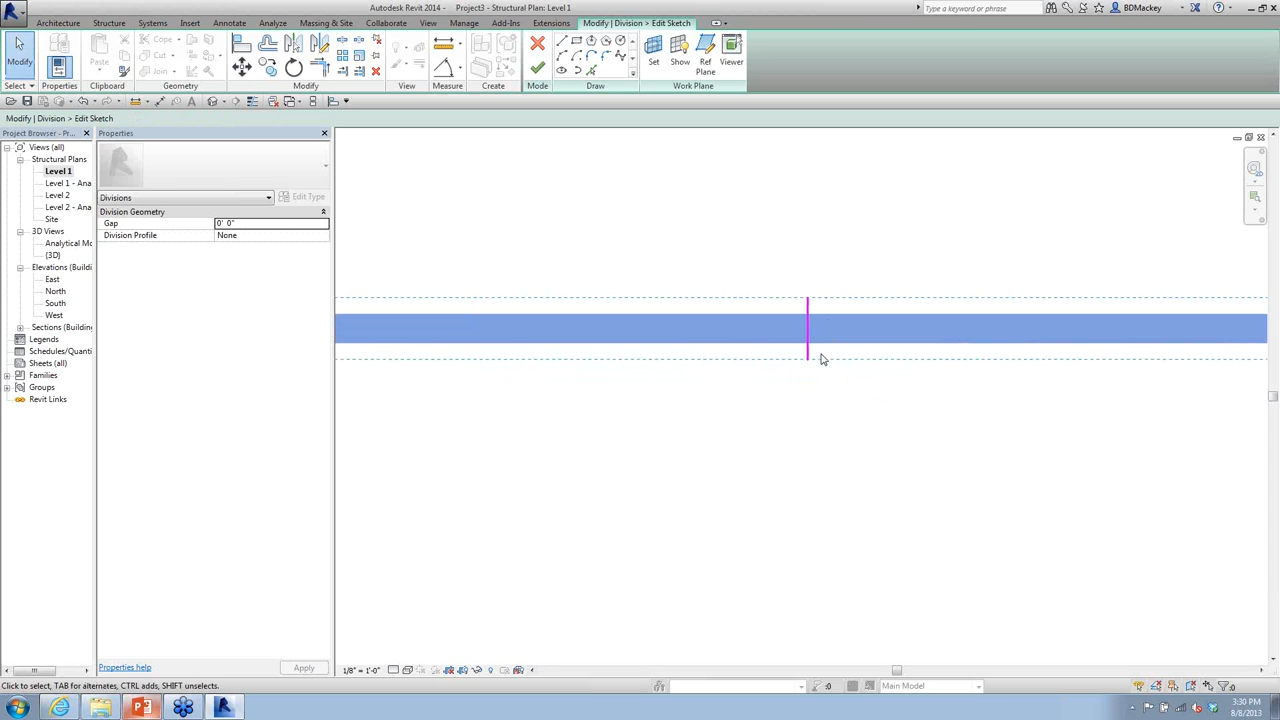 Autodesk Revit 2014 - Project3 - Structural Plan: Level 1
Type a keyword or phrase
BDMackey
Architecture Structure Systems Insert Annotate Analyze Massing & Site Collaborate View Manage Add-Ins Extensions Modify | Division > Edit Sketch
Modify
Paste
Cope
Cut
Join
Set Show Ref Plane Viewer
Select Properties Clipboard Geometry Modify View Measure Create Mode Draw Work Plane
Modify | Division > Edit Sketch
Project Browser - Pr...
Properties
Views (all)
Structural Plans
Level 1
Level 1 - Ana
Level 2
Level 2 - Ana
Site
3D Views
Analytical Mo
{3D}
Elevations (Buildi
East
North
South
West
Sections (Building
Legends
Schedules/Quanti
Sheets (all)
Families
Groups
Revit Links
Divisions
Edit Type
Division Geometry
Gap 0' 0"
Division Profile None
Properties help
Apply
1/8" = 1'-0"
Click to select, TAB for alternates, CTRL adds, SHIFT unselects.
:0
Main Model
:0
3:30 PM
8/8/2013